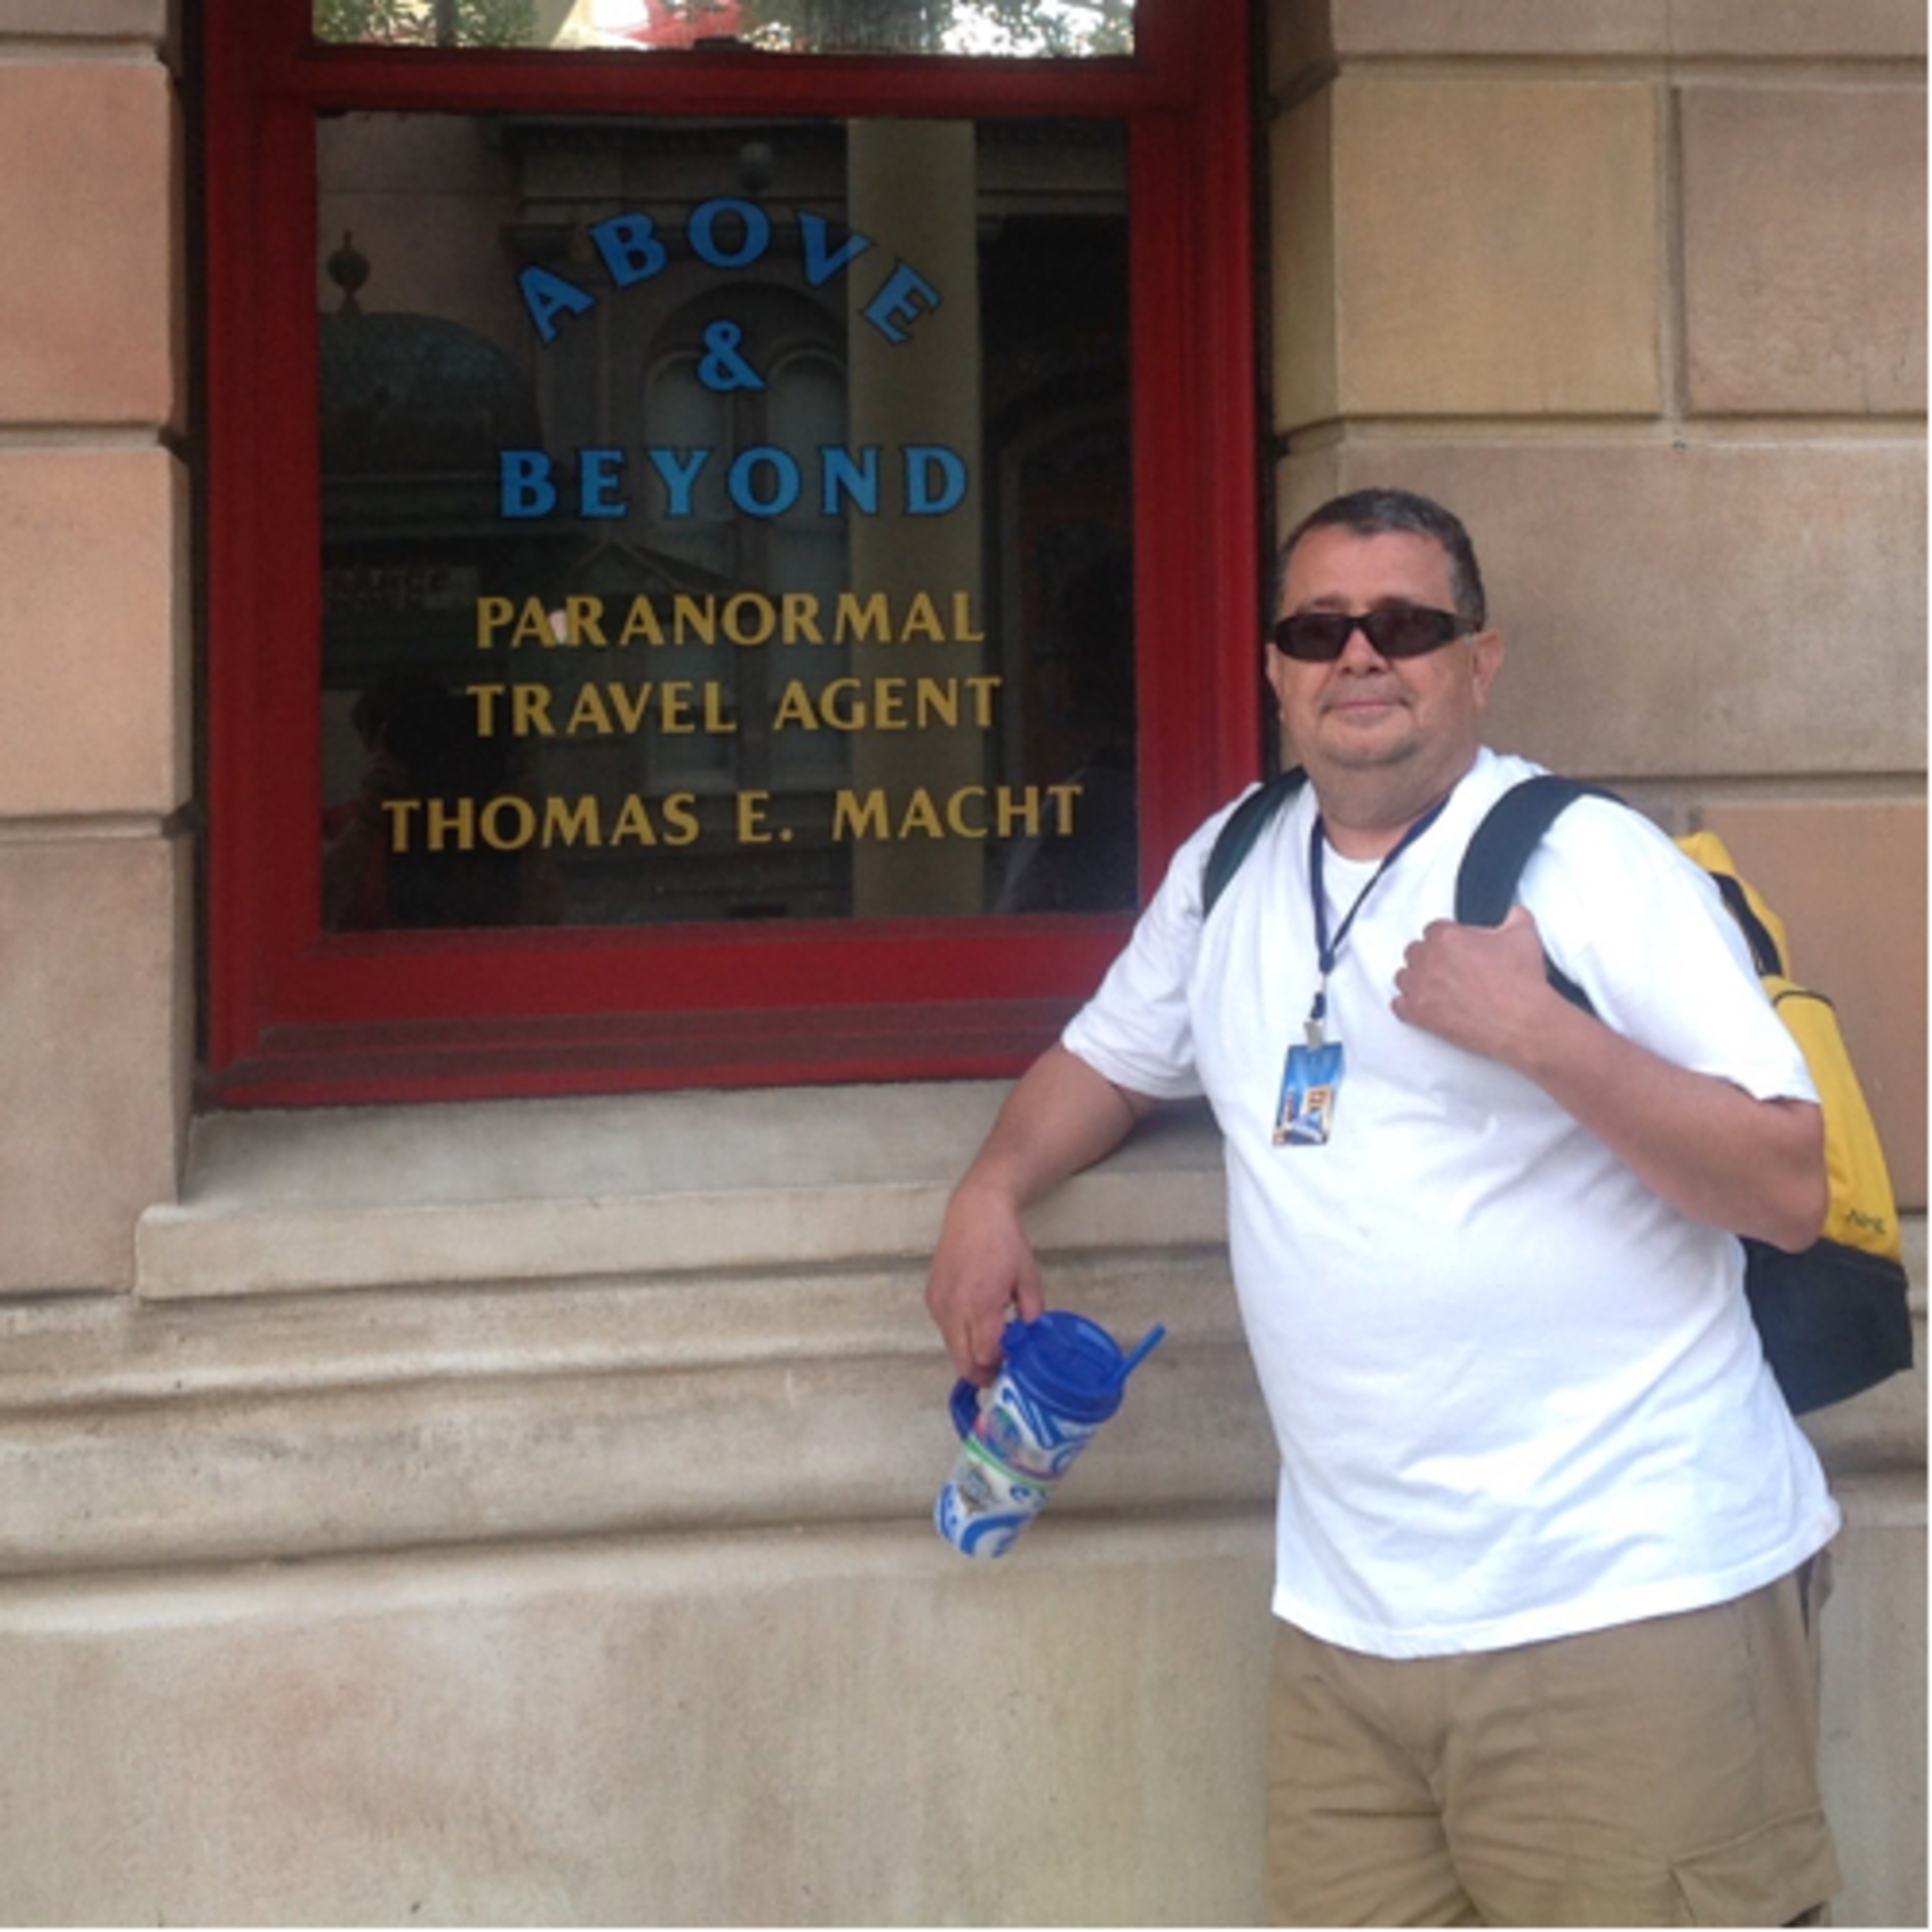 ABOVE
&
BEYOND
PARANORMAL
TRAVEL AGENT
THOMAS E. MACHT